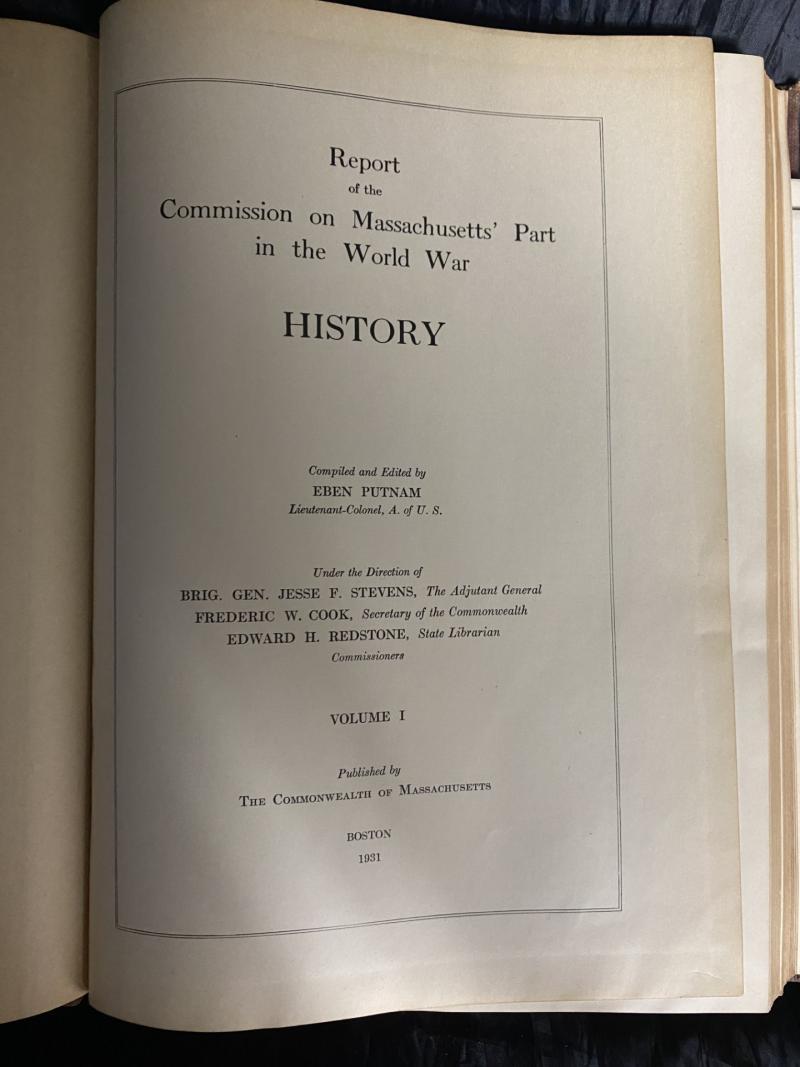 Report
of the
Commission on Massachusetts' Part
in the World War
HISTORY
Compiled and Edited by
EBEN PUTNAM
Lieutenant-Colonel, A. of U. S.
Under the Direction of
BRIG. GEN. JESSE F. STEVENS, The Adjutant General
FREDERIC W. COOK, Secretary of the Commonwealth
EDWARD H. REDSTONE, State Librarian
Commissioners
VOLUME I
Published by
THE COMMONWEALTH OF MASSACHUSETTS
BOSTON
1931